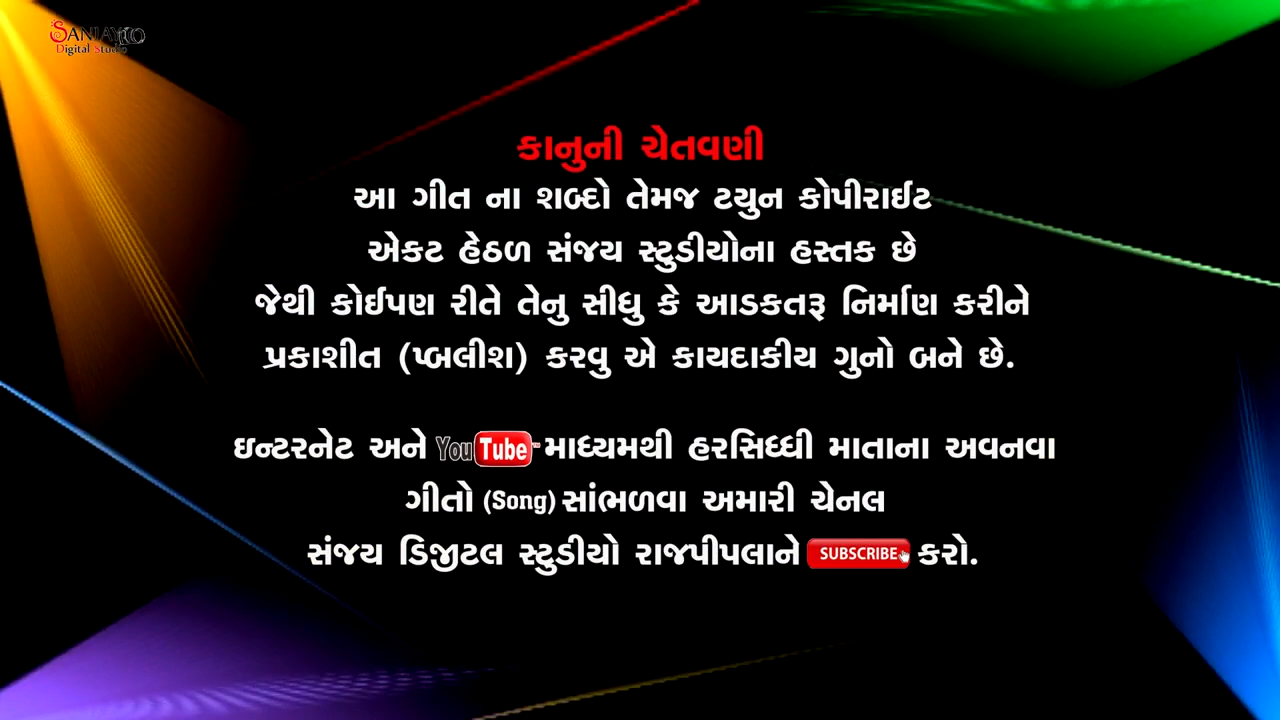 SANJAY
Digital Studio
કાનુની ચેતવણી
આ ગીત ના શબ્દો તેમજ ટયુન કોપીરાઈટ
એકટ હેઠળ સંજય સ્ટુડીયોના હસ્તક છે
જેથી કોઈપણ રીતે તેનુ સીધુ કે આડકતરૂ નિર્માણ કરીને
પ્રકાશીત (પ્બલીશ) કરવુ એ કાયદાકીય ગુનો બને છે.
ઇન્ટરનેટ અને YouTube™ માધ્યમથી હરસિધ્ધી માતાના અવનવા
ગીતો (Song) સાંભળવા અમારી ચેનલ
સંજય ડિજીટલ સ્ટુડીયો રાજપીપલાને SUBSCRIBE કરો.